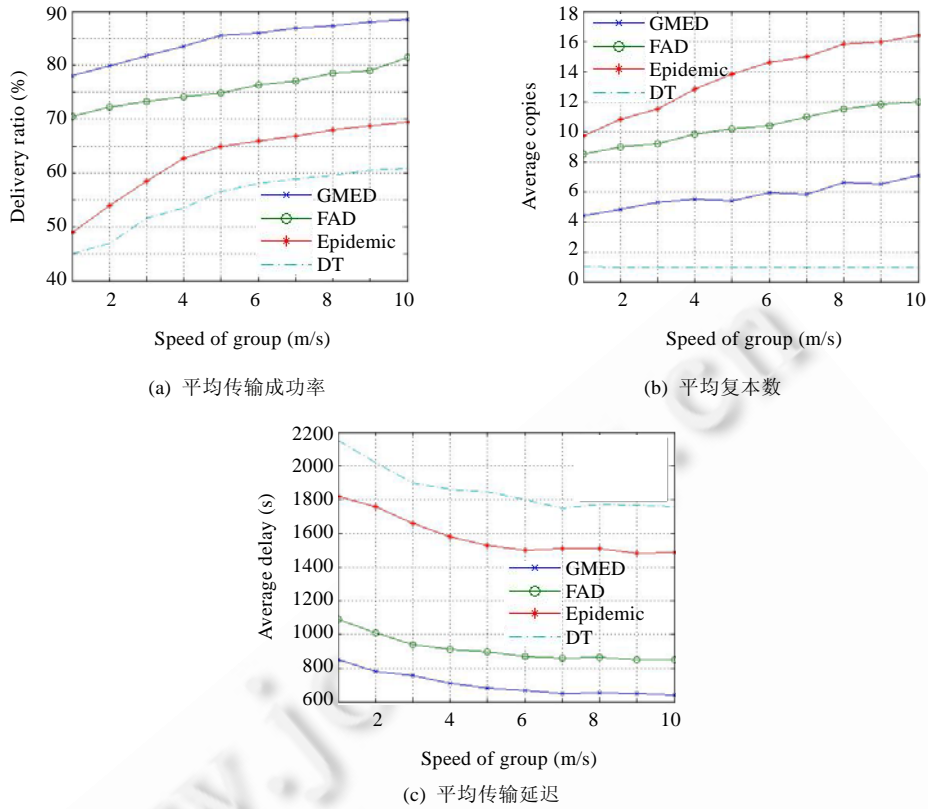 90
80
70
60
50
40
Delivery ratio (%)
GMED
FAD
Epidemic
DT
2 4 6 8 10
Speed of group (m/s)
(a) 平均传输成功率
18
16
14
12
10
8
6
4
2
0
Average copies
GMED
FAD
Epidemic
DT
2 4 6 8 10
Speed of group (m/s)
(b) 平均复本数
2200
2000
1800
1600
1400
1200
1000
800
600
Average delay (s)
GMED
FAD
Epidemic
DT
2 4 6 8 10
Speed of group (m/s)
(c) 平均传输延迟
.cn